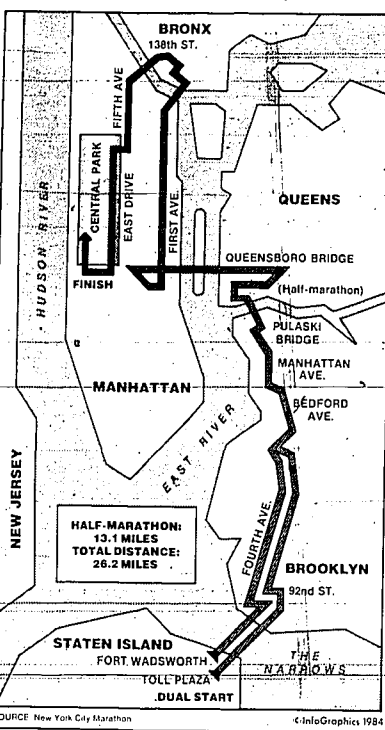 BRONX
138th ST.
FIFTH AVE
CENTRAL PARK
EAST DRIVE
FIRST AVE.
HUDSON RIVER
QUEENS
QUEENSBORO BRIDGE
FINISH
(Half-marathon)
PULASKI
BRIDGE
MANHATTAN
AVE.
MANHATTAN
BEDFORD
AVE.
EAST RIVER
NEW JERSEY
HALF-MARATHON:
13.1 MILES
TOTAL DISTANCE:
26.2 MILES
FOURTH AVE.
BROOKLYN
92nd ST.
STATEN ISLAND
FORT WADSWORTH
THE
NARROWS
TOLL PLAZA
DUAL START
OURCE New York City Marathon
©InfoGraphics 1984